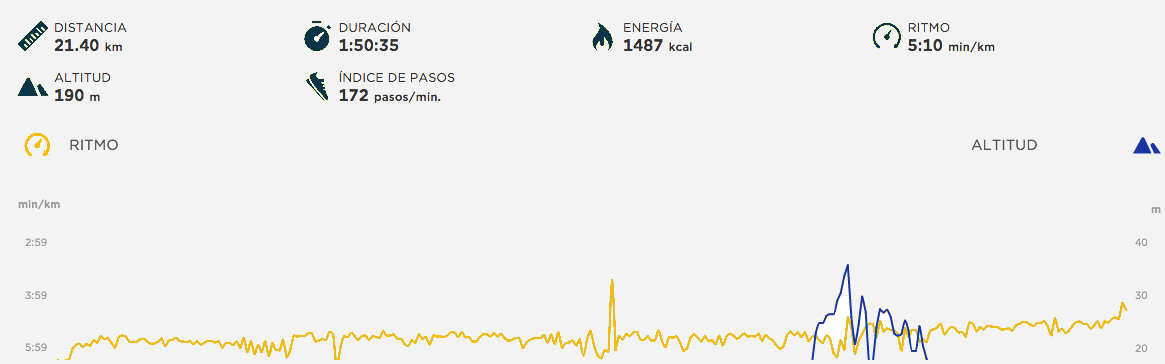 DISTANCIA
21.40 km
DURACIÓN
1:50:35
ENERGÍA
1487 kcal
RITMO
5:10 min/km
ALTITUD
190 m
ÍNDICE DE PASOS
172 pasos/min.
RITMO
ALTITUD
min/km
m
2:59
40
3:59
30
5:59
20